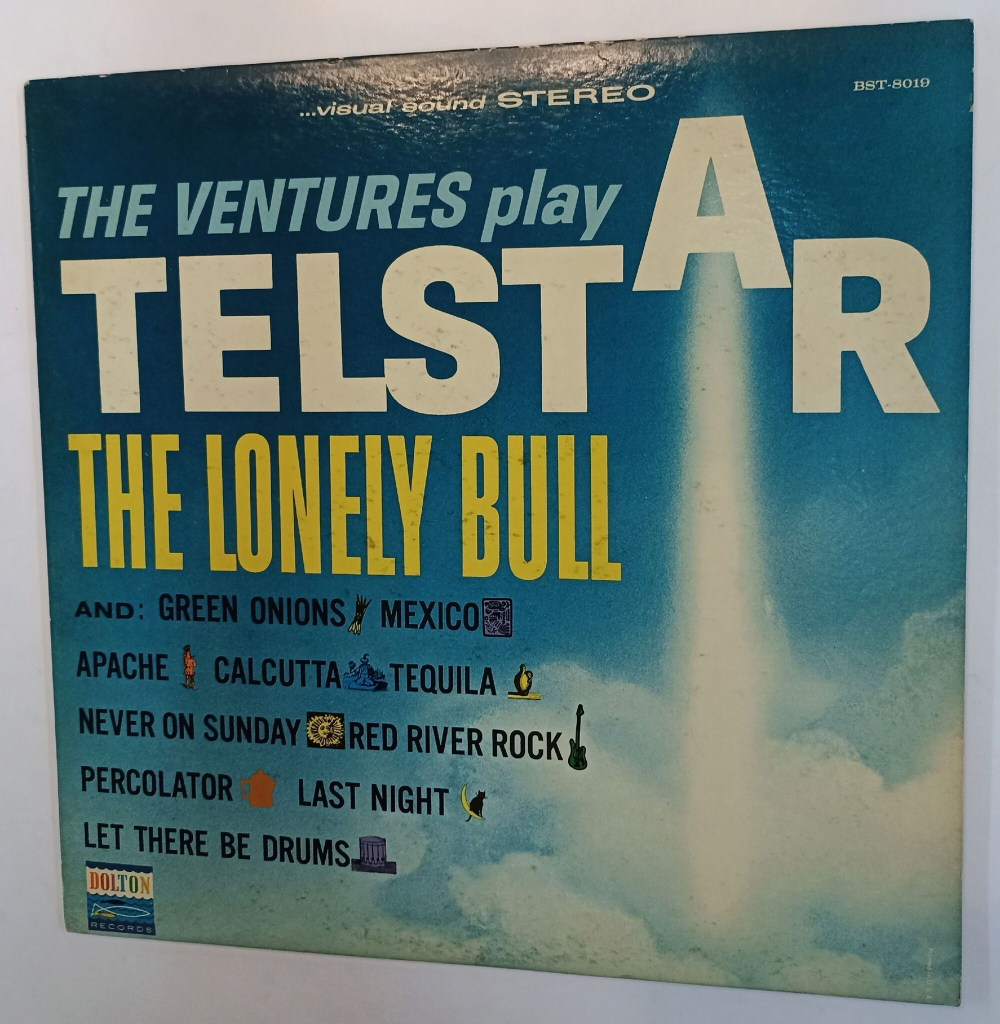 ...visual sound STEREO
BST-8019
THE VENTURES play
TELSTAR
THE LONELY BULL
AND: GREEN ONIONS MEXICO
APACHE CALCUTTA TEQUILA
NEVER ON SUNDAY RED RIVER ROCK
PERCOLATOR LAST NIGHT
LET THERE BE DRUMS
DOLTON
RECORDS